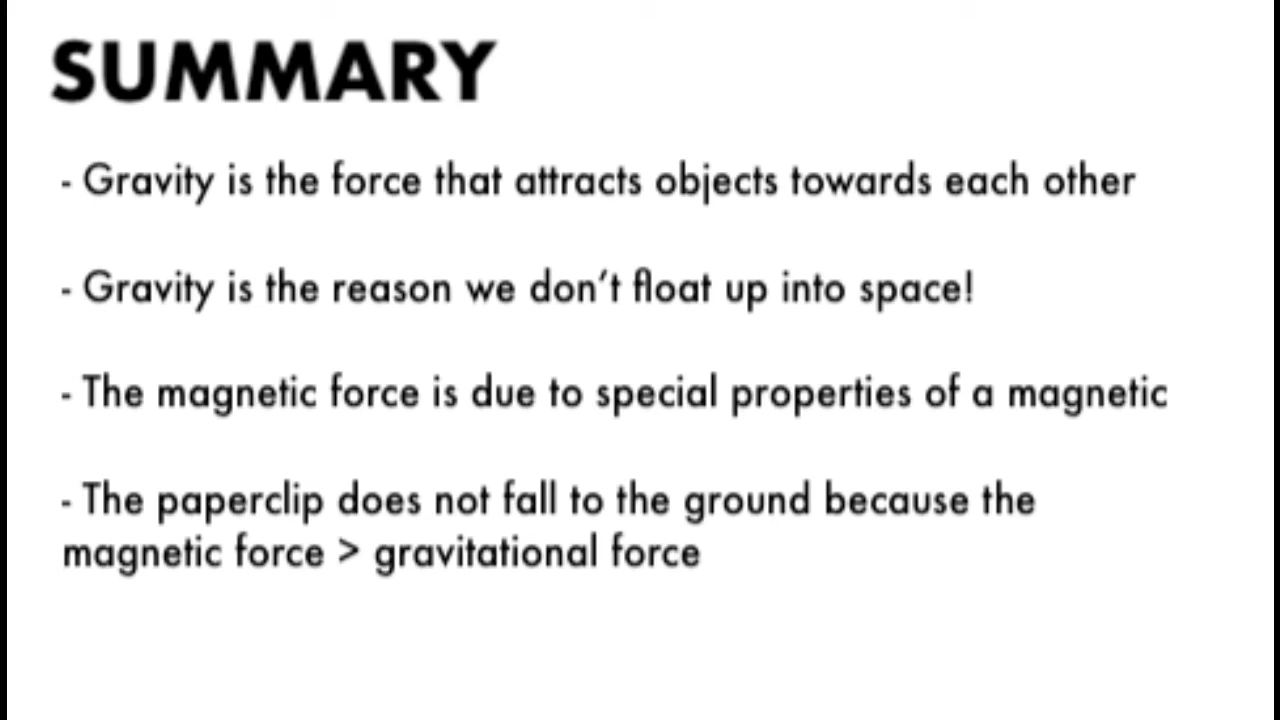 SUMMARY
- Gravity is the force that attracts objects towards each other
- Gravity is the reason we don’t float up into space!
- The magnetic force is due to special properties of a magnetic
- The paperclip does not fall to the ground because the
magnetic force > gravitational force